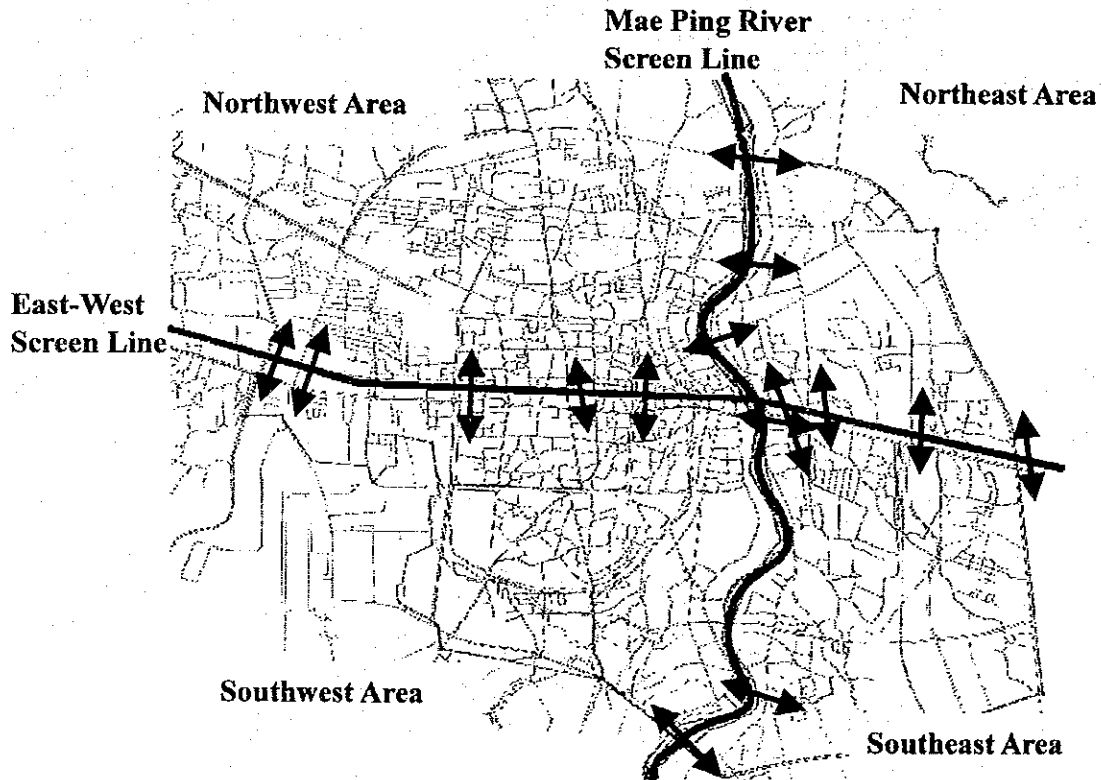 Mae Ping River
Screen Line
Northwest Area
Northeast Area
East-West
Screen Line
Southwest Area
Southeast Area